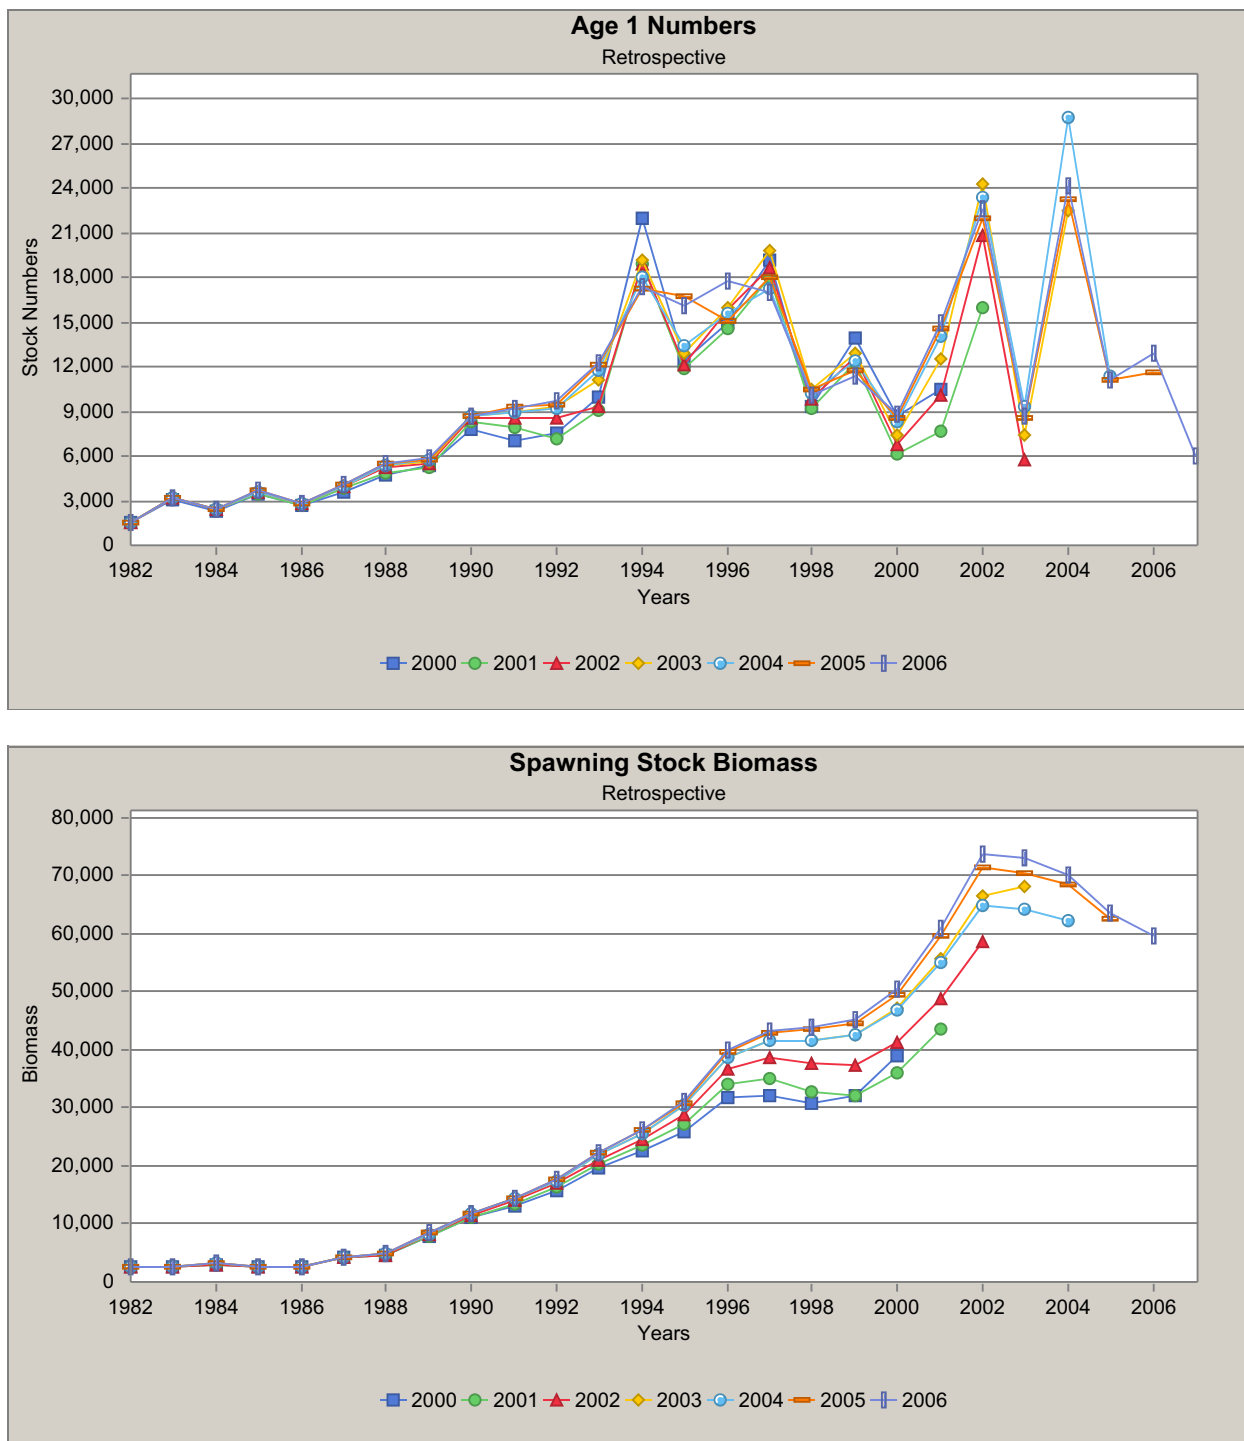 Age 1 Numbers
Retrospective
30,000
27,000
24,000
21,000
18,000
15,000
12,000
9,000
6,000
3,000
0
Stock Numbers
1982 1984 1986 1988 1990 1992 1994 1996 1998 2000 2002 2004 2006
Years
2000 2001 2002 2003 2004 2005 2006
Spawning Stock Biomass
Retrospective
80,000
70,000
60,000
50,000
40,000
30,000
20,000
10,000
0
Biomass
1982 1984 1986 1988 1990 1992 1994 1996 1998 2000 2002 2004 2006
Years
2000 2001 2002 2003 2004 2005 2006